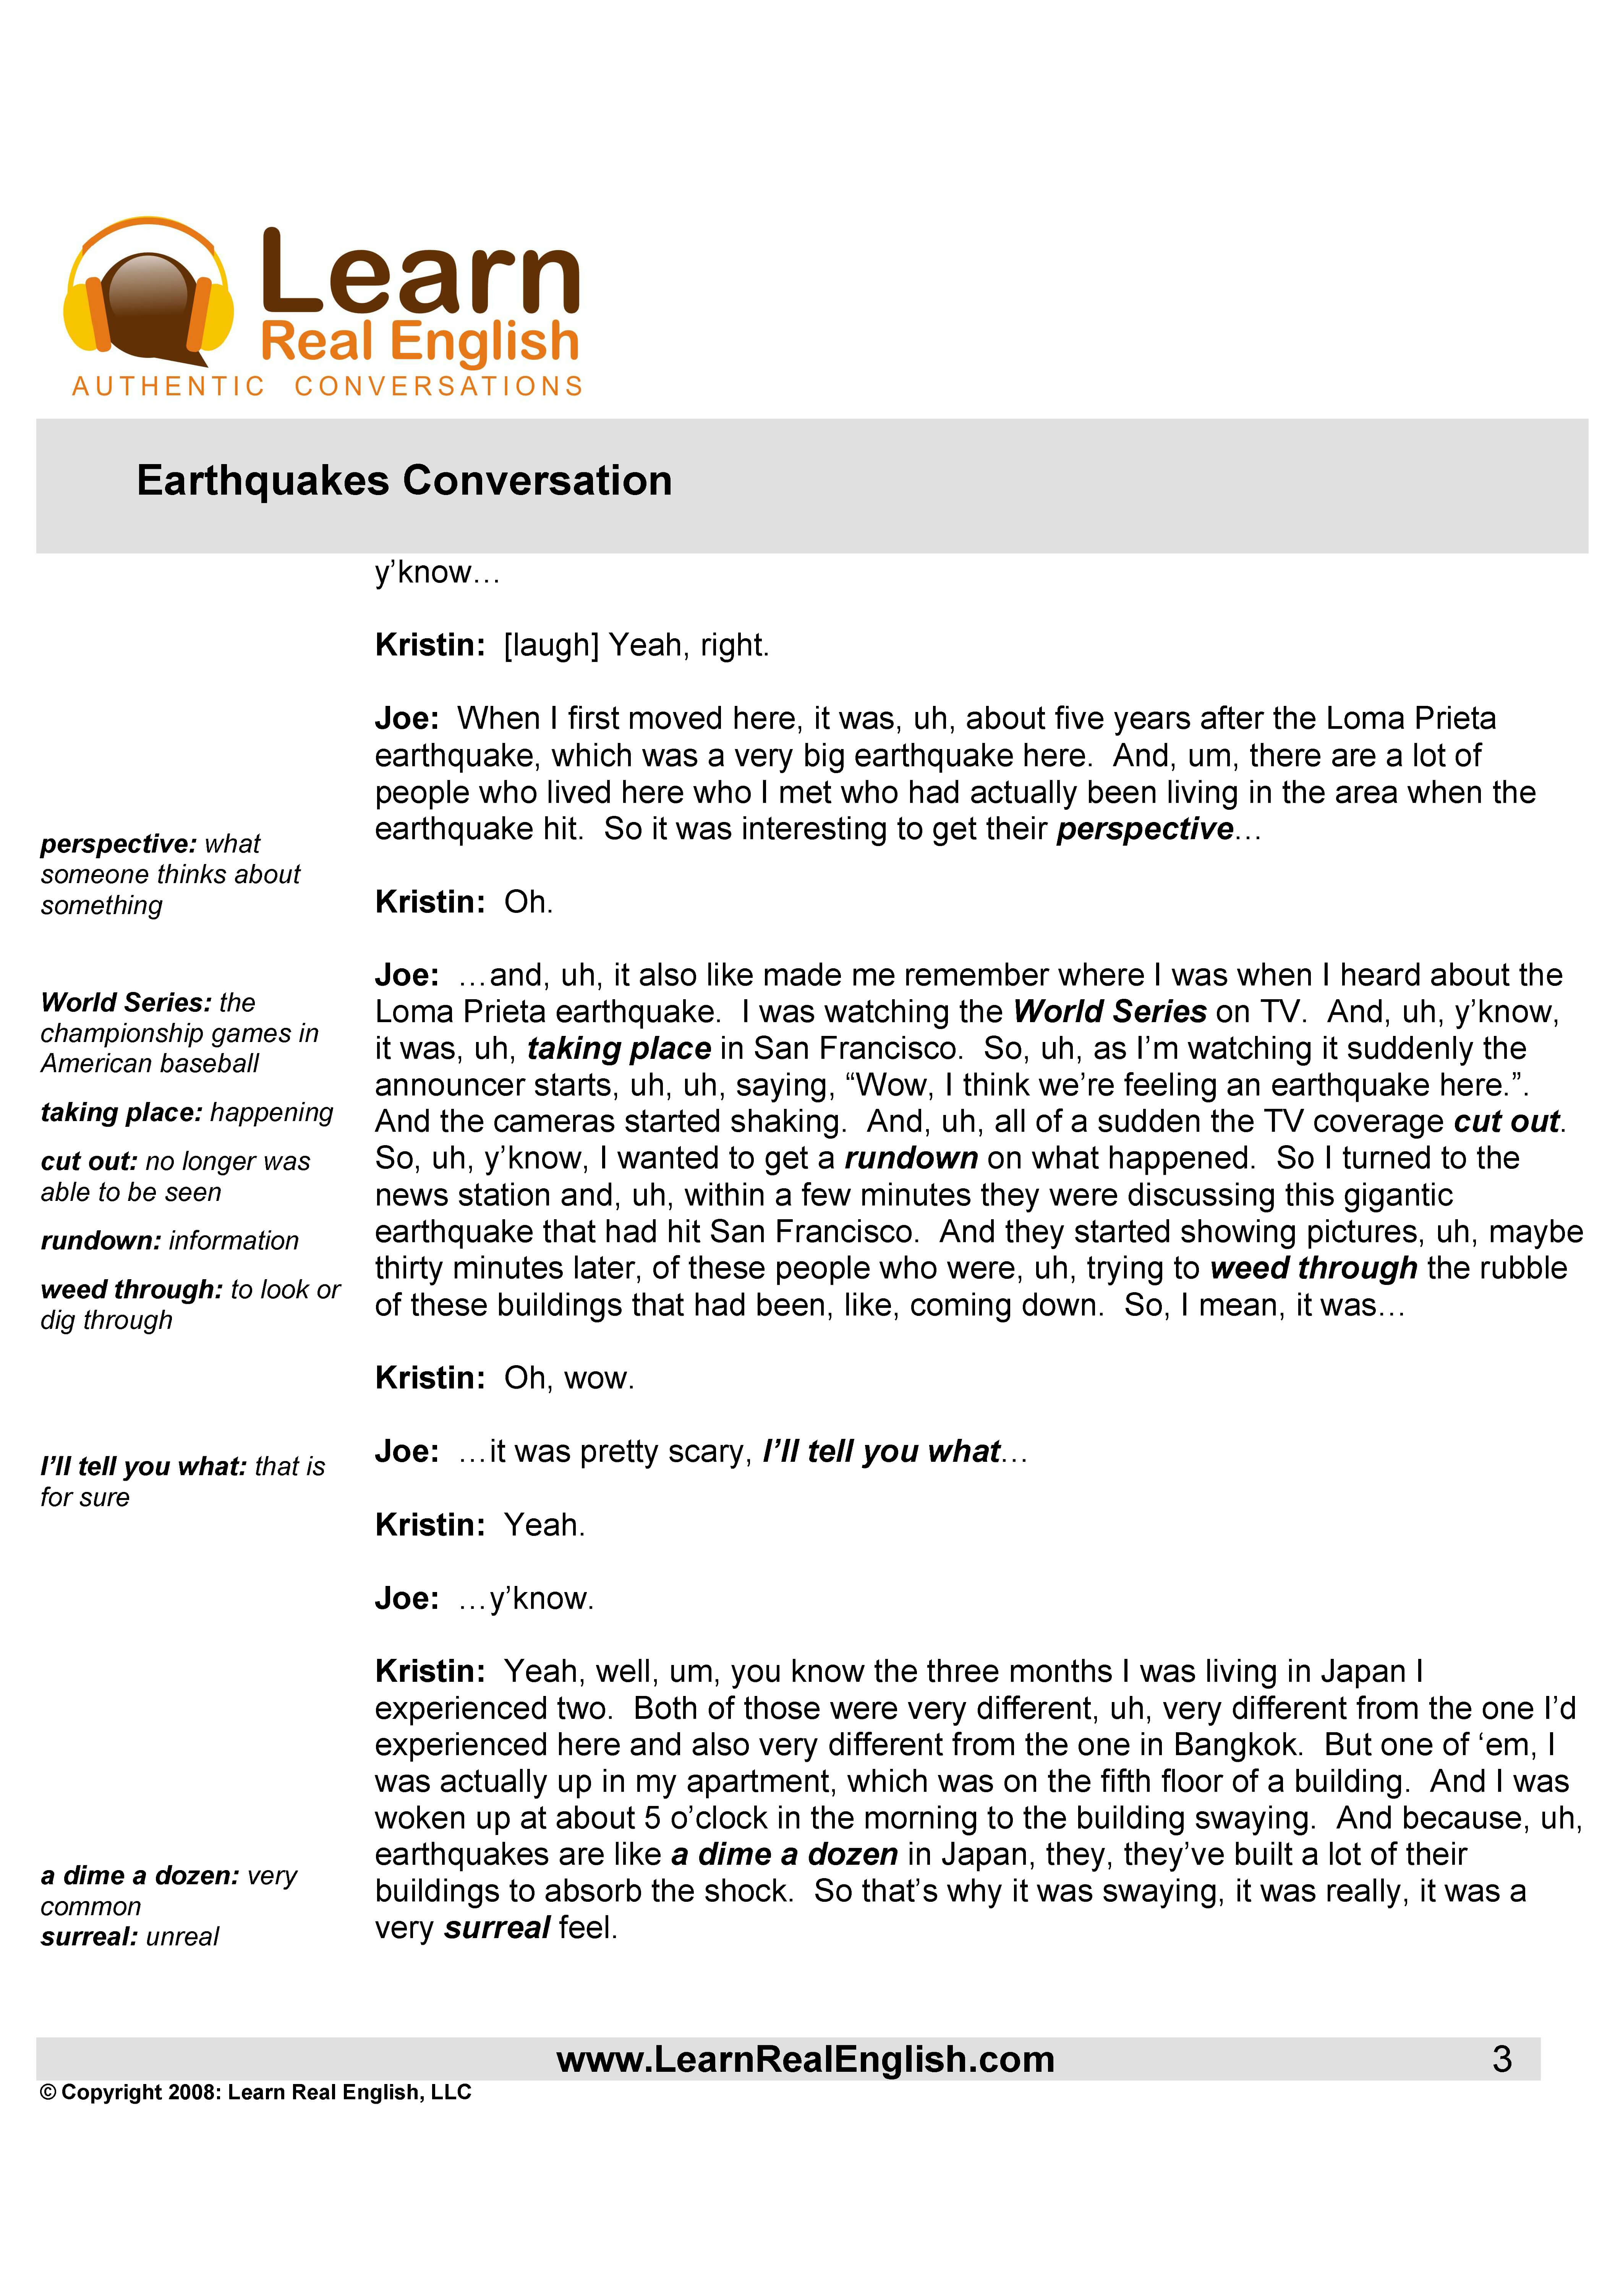 Learn
Real English
AUTHENTIC CONVERSATIONS
Earthquakes Conversation
y’know…
Kristin: [laugh] Yeah, right.
Joe: When I first moved here, it was, uh, about five years after the Loma Prieta
earthquake, which was a very big earthquake here. And, um, there are a lot of
people who lived here who I met who had actually been living in the area when the
earthquake hit. So it was interesting to get their perspective…
perspective: what
someone thinks about
something
Kristin: Oh.
Joe: …and, uh, it also like made me remember where I was when I heard about the
Loma Prieta earthquake. I was watching the World Series on TV. And, uh, y’know,
it was, uh, taking place in San Francisco. So, uh, as I’m watching it suddenly the
announcer starts, uh, uh, saying, “Wow, I think we’re feeling an earthquake here.”.
And the cameras started shaking. And, uh, all of a sudden the TV coverage cut out.
So, uh, y’know, I wanted to get a rundown on what happened. So I turned to the
news station and, uh, within a few minutes they were discussing this gigantic
earthquake that had hit San Francisco. And they started showing pictures, uh, maybe
thirty minutes later, of these people who were, uh, trying to weed through the rubble
of these buildings that had been, like, coming down. So, I mean, it was…
World Series: the
championship games in
American baseball
taking place: happening
cut out: no longer was
able to be seen
rundown: information
weed through: to look or
dig through
Kristin: Oh, wow.
Joe: …it was pretty scary, I’ll tell you what…
I’ll tell you what: that is
for sure
Kristin: Yeah.
Joe: …y’know.
Kristin: Yeah, well, um, you know the three months I was living in Japan I
experienced two. Both of those were very different, uh, very different from the one I’d
experienced here and also very different from the one in Bangkok. But one of ‘em, I
was actually up in my apartment, which was on the fifth floor of a building. And I was
woken up at about 5 o’clock in the morning to the building swaying. And because, uh,
earthquakes are like a dime a dozen in Japan, they, they’ve built a lot of their
buildings to absorb the shock. So that’s why it was swaying, it was really, it was a
very surreal feel.
a dime a dozen: very
common
surreal: unreal
www.LearnRealEnglish.com 3
© Copyright 2008: Learn Real English, LLC